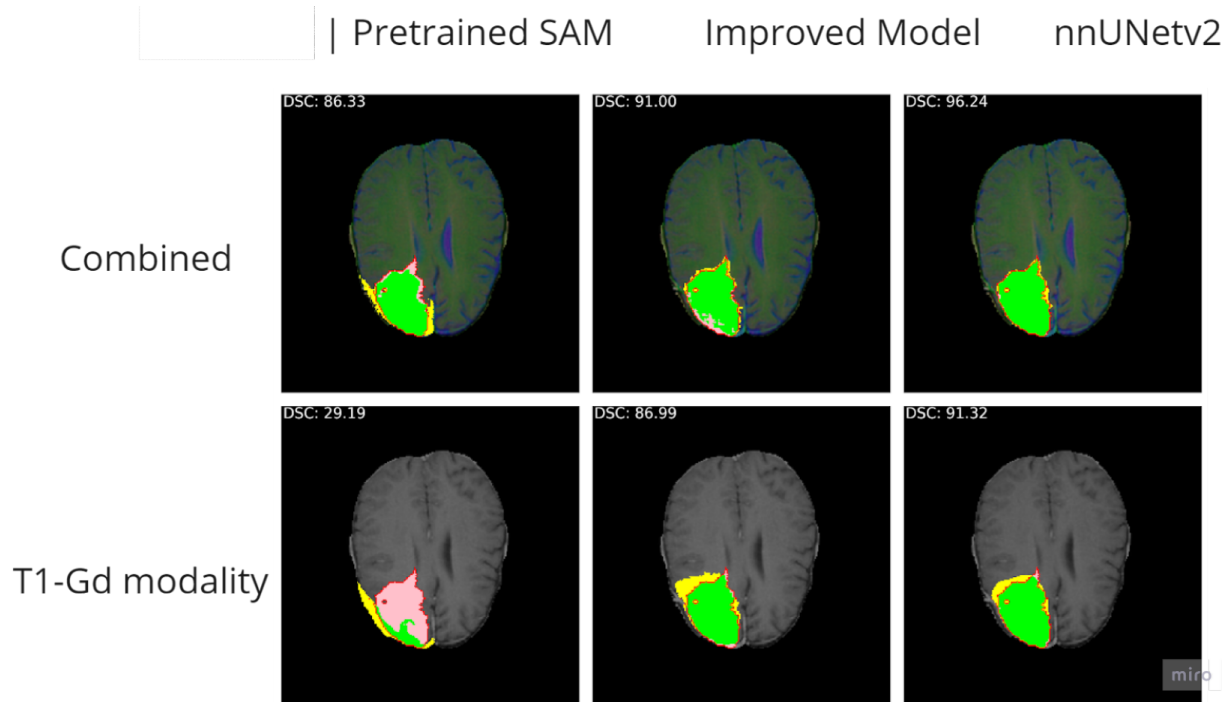 | Pretrained SAM Improved Model nnUNetv2
DSC: 86.33 DSC: 91.00 DSC: 96.24
Combined
DSC: 29.19 DSC: 86.99 DSC: 91.32
T1-Gd modality
miro